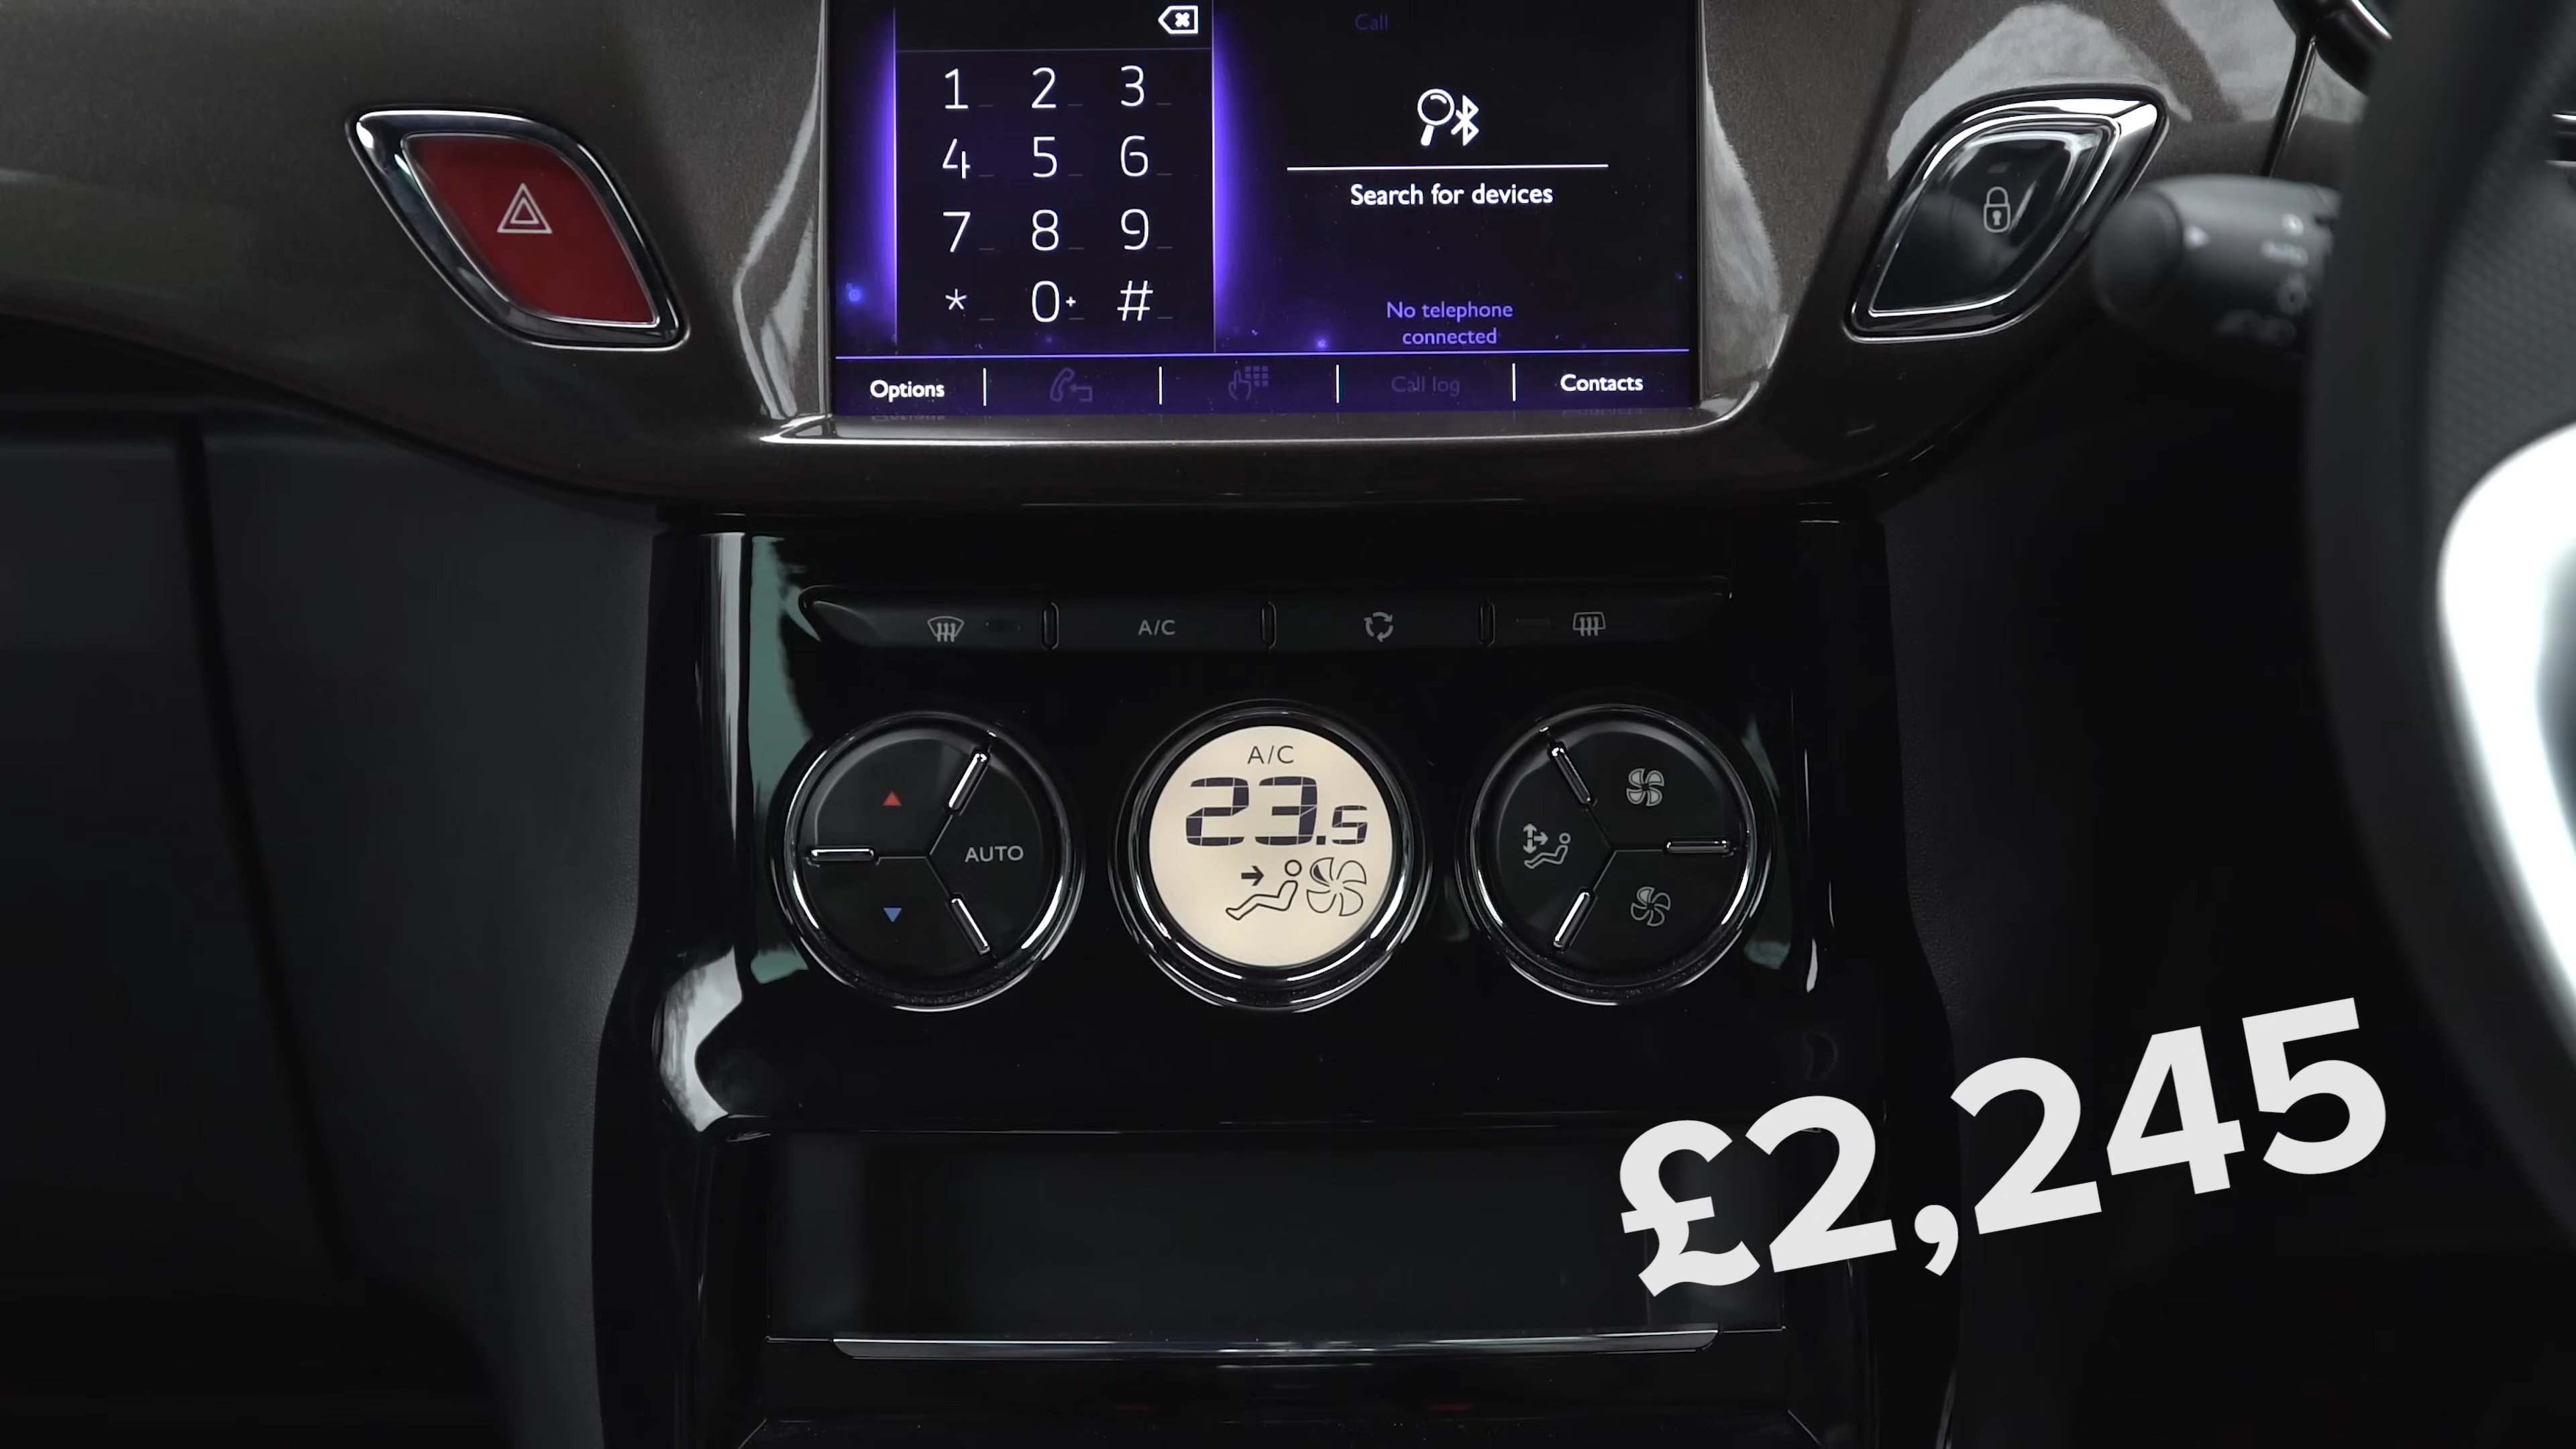 Call
1 2 3
4 5 6
7 8 9
* 0+ #
Search for devices
No telephone
connected
Options
Call log
Contacts
A/C
A/C
23.5
AUTO
AUTO
£2,245